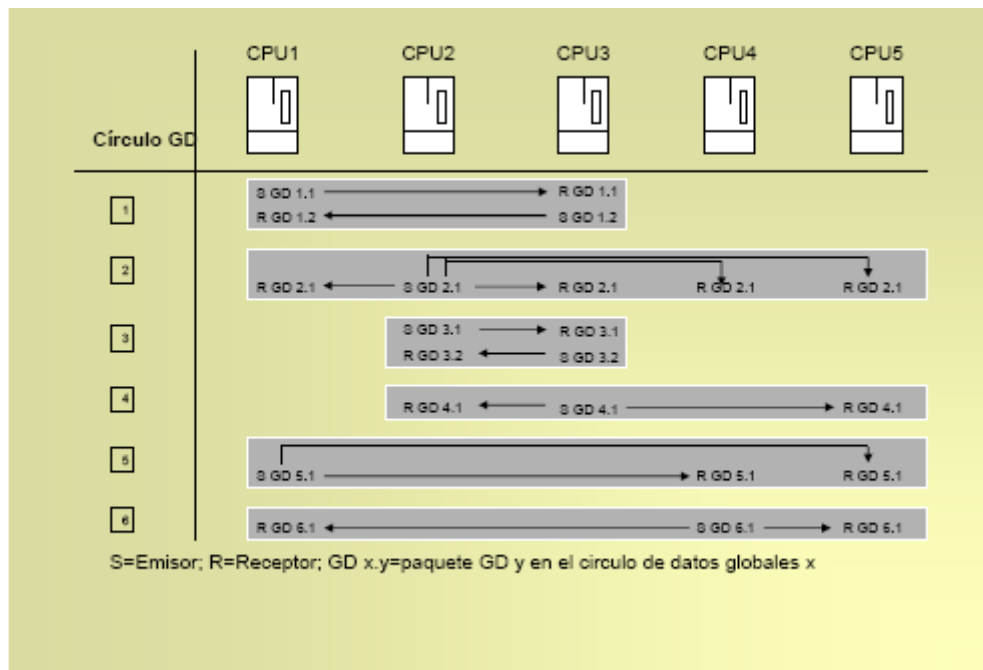 CPU1 CPU2 CPU3 CPU4 CPU5
Círculo GD
1
S GD 1.1 R GD 1.1
R GD 1.2 S GD 1.2
2
R GD 2.1 S GD 2.1 R GD 2.1 R GD 2.1 R GD 2.1
3
S GD 3.1 R GD 3.1
R GD 3.2 S GD 3.2
4
R GD 4.1 S GD 4.1 R GD 4.1
5
S GD 5.1 R GD 5.1 R GD 5.1
6
R GD 6.1 S GD 6.1 R GD 6.1
S=Emisor; R=Receptor; GD x.y=paquete GD y en el circulo de datos globales x